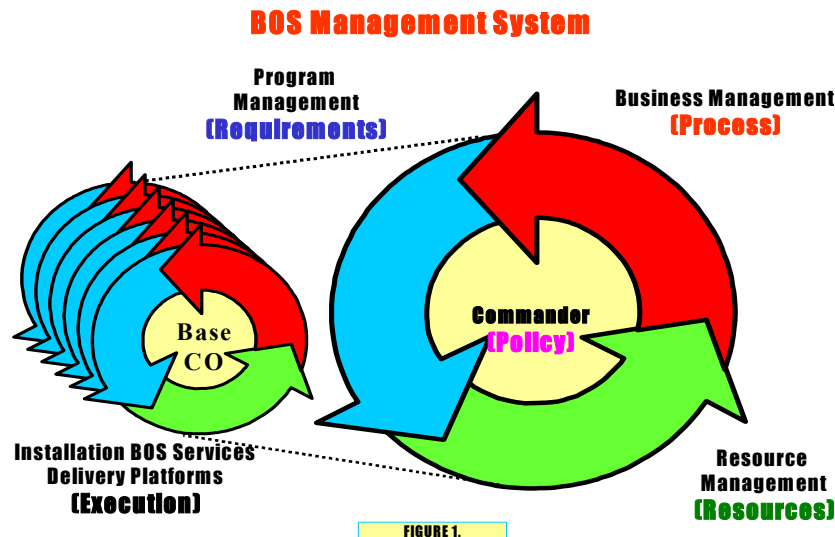 BOS Management System
Program
Management
(Requirements)
Business Management
(Process)
Base
CO
Commander
(Policy)
Installation BOS Services
Delivery Platforms
(Execution)
Resource
Management
(Resources)
FIGURE 1.